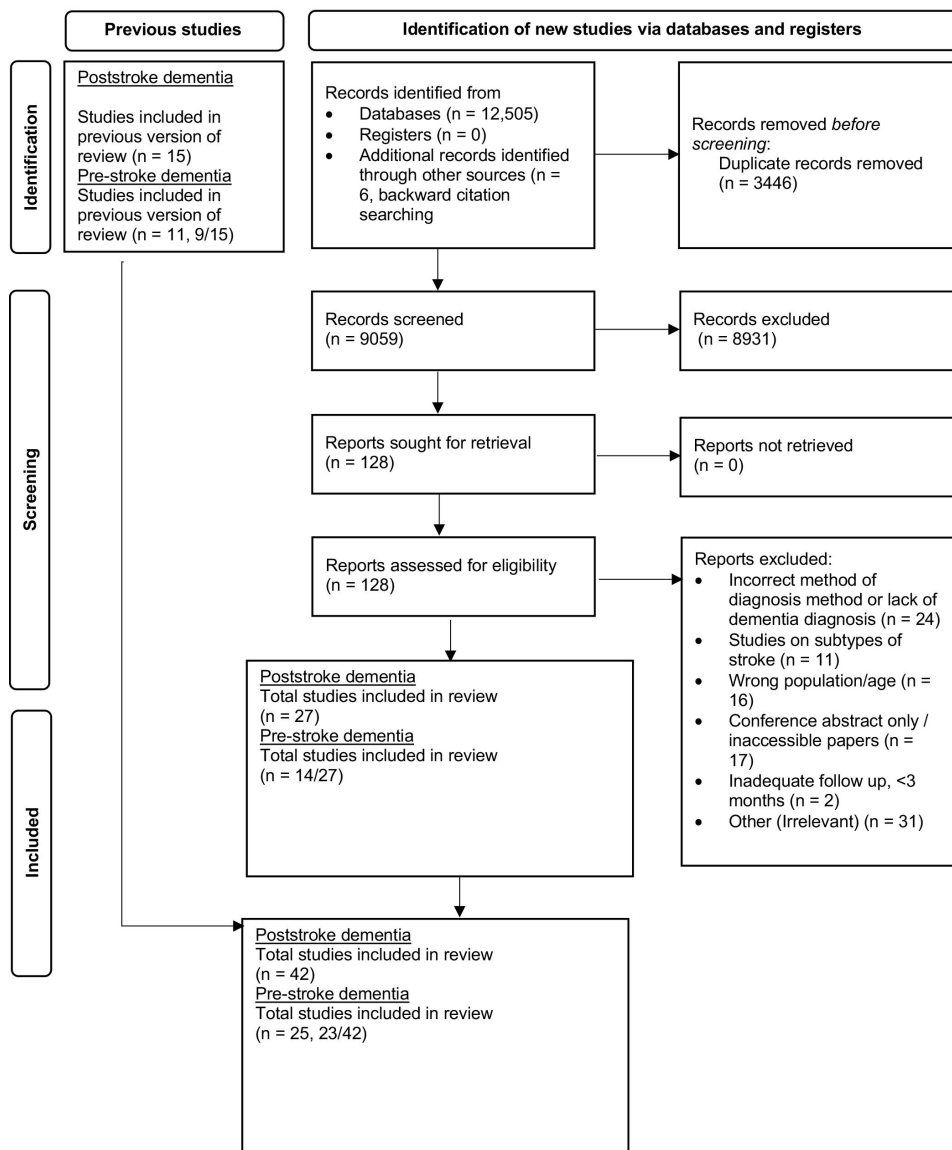 Previous studies
Identification of new studies via databases and registers
Identification
Poststroke dementia
Studies included in
previous version of
review (n = 15)
Pre-stroke dementia
Studies included in
previous version of
review (n = 11, 9/15)
Records identified from
• Databases (n = 12,505)
• Registers (n = 0)
• Additional records identified
through other sources (n =
6, backward citation
searching
Records removed before
screening:
Duplicate records removed
(n = 3446)
Screening
Records screened
(n = 9059)
Records excluded
(n = 8931)
Reports sought for retrieval
(n = 128)
Reports not retrieved
(n = 0)
Reports assessed for eligibility
(n = 128)
Reports excluded:
• Incorrect method of
diagnosis method or lack of
dementia diagnosis (n = 24)
• Studies on subtypes of
stroke (n = 11)
• Wrong population/age (n =
16)
• Conference abstract only /
inaccessible papers (n =
17)
• Inadequate follow up, <3
months (n = 2)
• Other (Irrelevant) (n = 31)
Included
Poststroke dementia
Total studies included in review
(n = 27)
Pre-stroke dementia
Total studies included in review
(n = 14/27)
Poststroke dementia
Total studies included in review
(n = 42)
Pre-stroke dementia
Total studies included in review
(n = 25, 23/42)